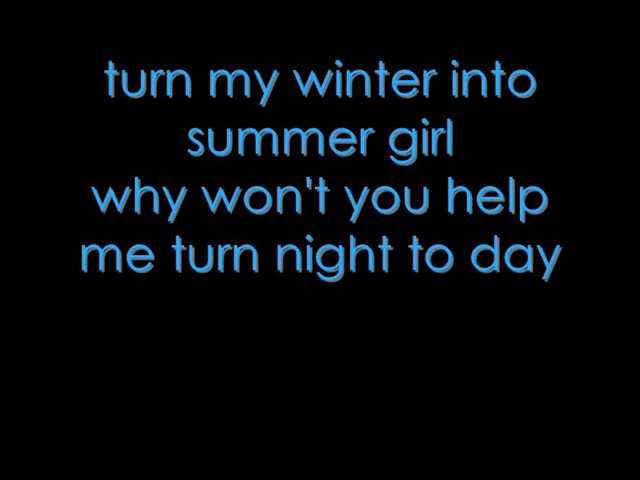 turn my winter into
summer girl
why won't you help
me turn night to day